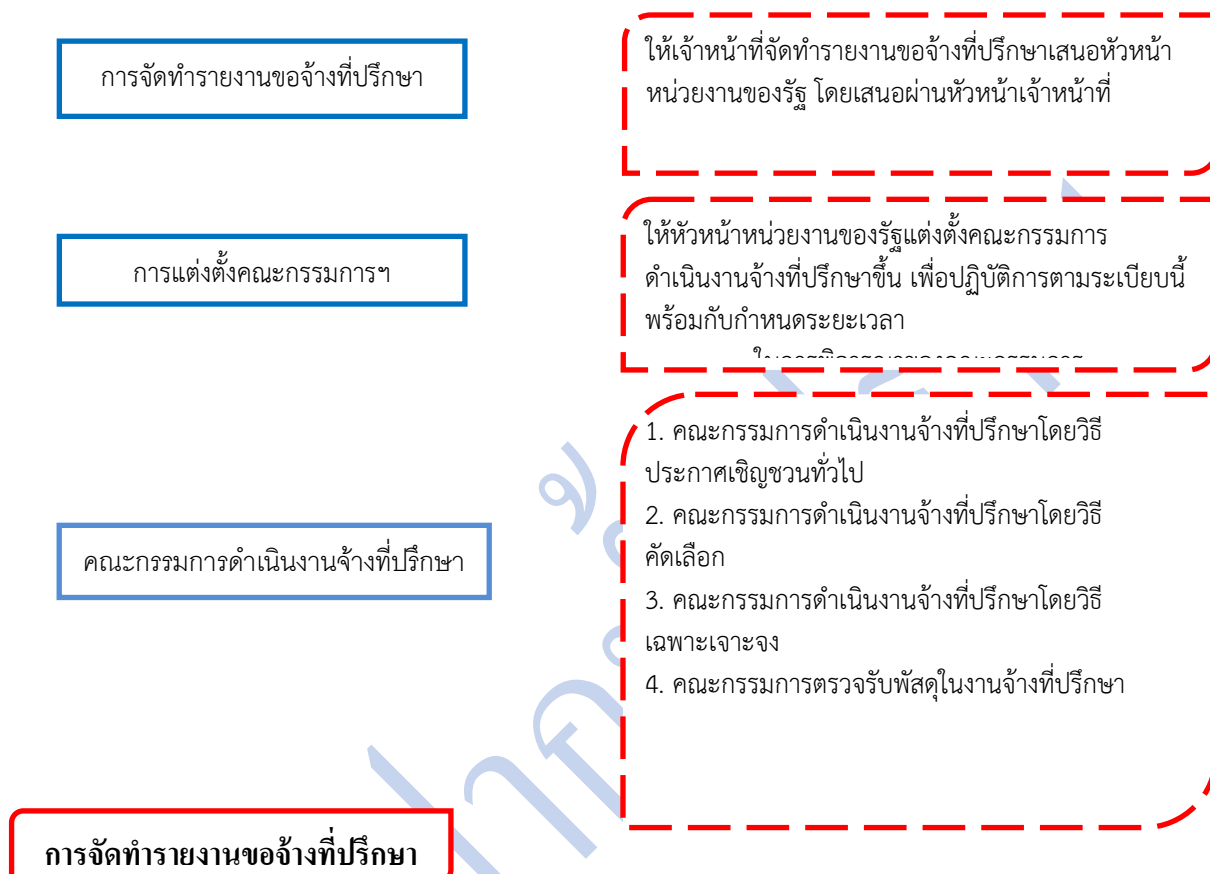 การจัดทำรายงานขอจ้างที่ปรึกษา
ให้เจ้าหน้าที่จัดทำรายงานขอจ้างที่ปรึกษาเสนอหัวหน้า
หน่วยงานของรัฐ โดยเสนอผ่านหัวหน้าเจ้าหน้าที่
การแต่งตั้งคณะกรรมการฯ
ให้หัวหน้าหน่วยงานของรัฐแต่งตั้งคณะกรรมการ
ดำเนินงานจ้างที่ปรึกษาขึ้น เพื่อปฏิบัติการตามระเบียบนี้
พร้อมกับกำหนดระยะเวลา
คณะกรรมการดำเนินงานจ้างที่ปรึกษา
1. คณะกรรมการดำเนินงานจ้างที่ปรึกษาโดยวิธี
ประกาศเชิญชวนทั่วไป
2. คณะกรรมการดำเนินงานจ้างที่ปรึกษาโดยวิธี
คัดเลือก
3. คณะกรรมการดำเนินงานจ้างที่ปรึกษาโดยวิธี
เฉพาะเจาะจง
4. คณะกรรมการตรวจรับพัสดุในงานจ้างที่ปรึกษา
การจัดทำรายงานขอจ้างที่ปรึกษา